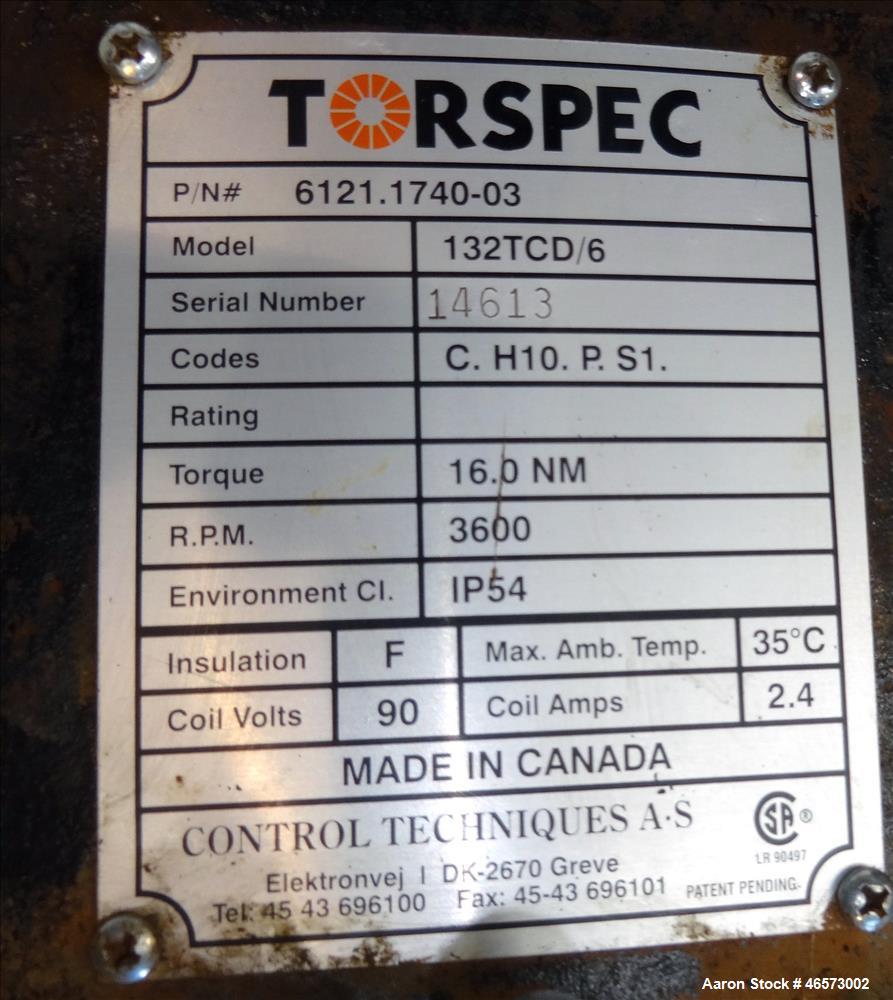 TORSPEC
P/N# 6121.1740-03
Model 132TCD/6
Serial Number 14613
Codes C. H10. P. S1.
Rating
Torque 16.0 NM
R.P.M. 3600
Environment Cl. IP54
Insulation F Max. Amb. Temp. 35°C
Coil Volts 90 Coil Amps 2.4
MADE IN CANADA
CONTROL TECHNIQUES A·S
Elektronvej 1 DK-2670 Greve
Tel: 45 43 696100 Fax: 45-43 696101
SA ®
LR 90497
PATENT PENDING.
Aaron Stock # 46573002